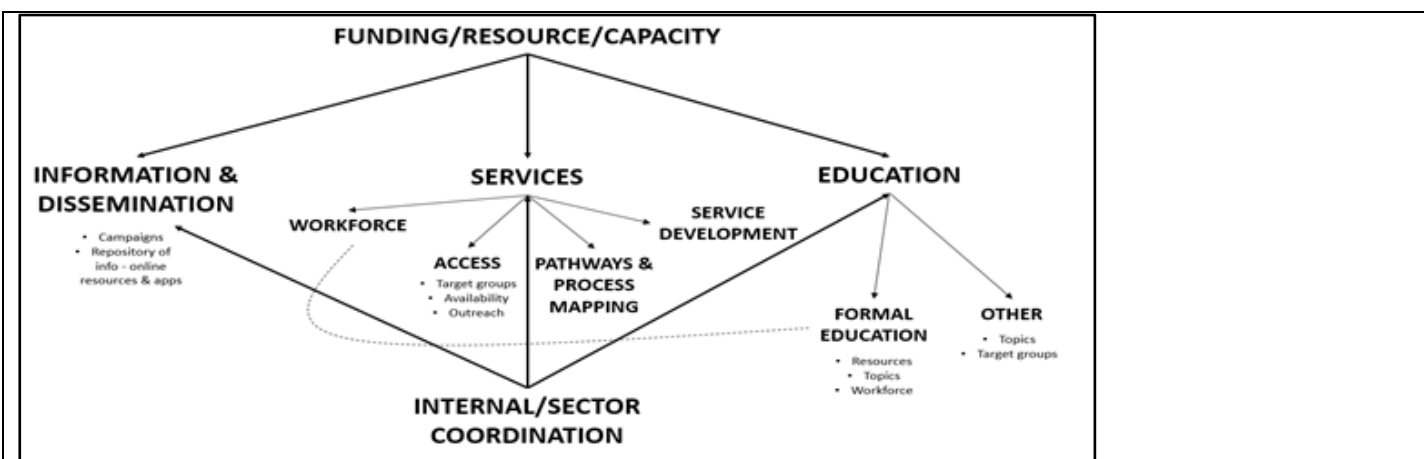 FUNDING/RESOURCE/CAPACITY
INFORMATION &
DISSEMINATION
• Campaigns
• Repository of
info - online
resources & apps
SERVICES
WORKFORCE
ACCESS
• Target groups
• Availability
• Outreach
PATHWAYS &
PROCESS
MAPPING
SERVICE
DEVELOPMENT
EDUCATION
FORMAL
EDUCATION
• Resources
• Topics
• Workforce
OTHER
• Topics
• Target groups
INTERNAL/SECTOR
COORDINATION